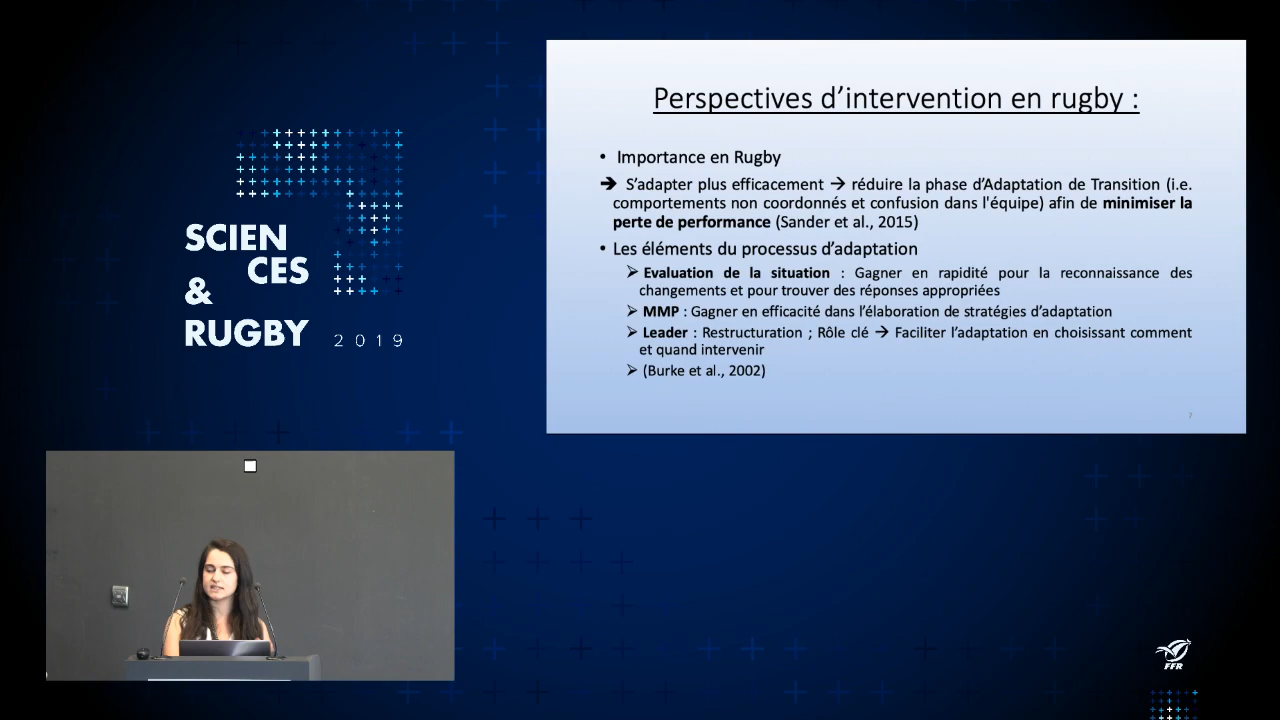 SCIEN
CES
&
RUGBY
2019
Perspectives d’intervention en rugby :
• Importance en Rugby
➔ S’adapter plus efficacement → réduire la phase d’Adaptation de Transition (i.e.
comportements non coordonnés et confusion dans l'équipe) afin de minimiser la
perte de performance (Sander et al., 2015)
• Les éléments du processus d’adaptation
➢ Evaluation de la situation : Gagner en rapidité pour la reconnaissance des
changements et pour trouver des réponses appropriées
➢ MMP : Gagner en efficacité dans l’élaboration de stratégies d’adaptation
➢ Leader : Restructuration ; Rôle clé → Faciliter l’adaptation en choisissant comment
et quand intervenir
➢ (Burke et al., 2002)
7
FFR